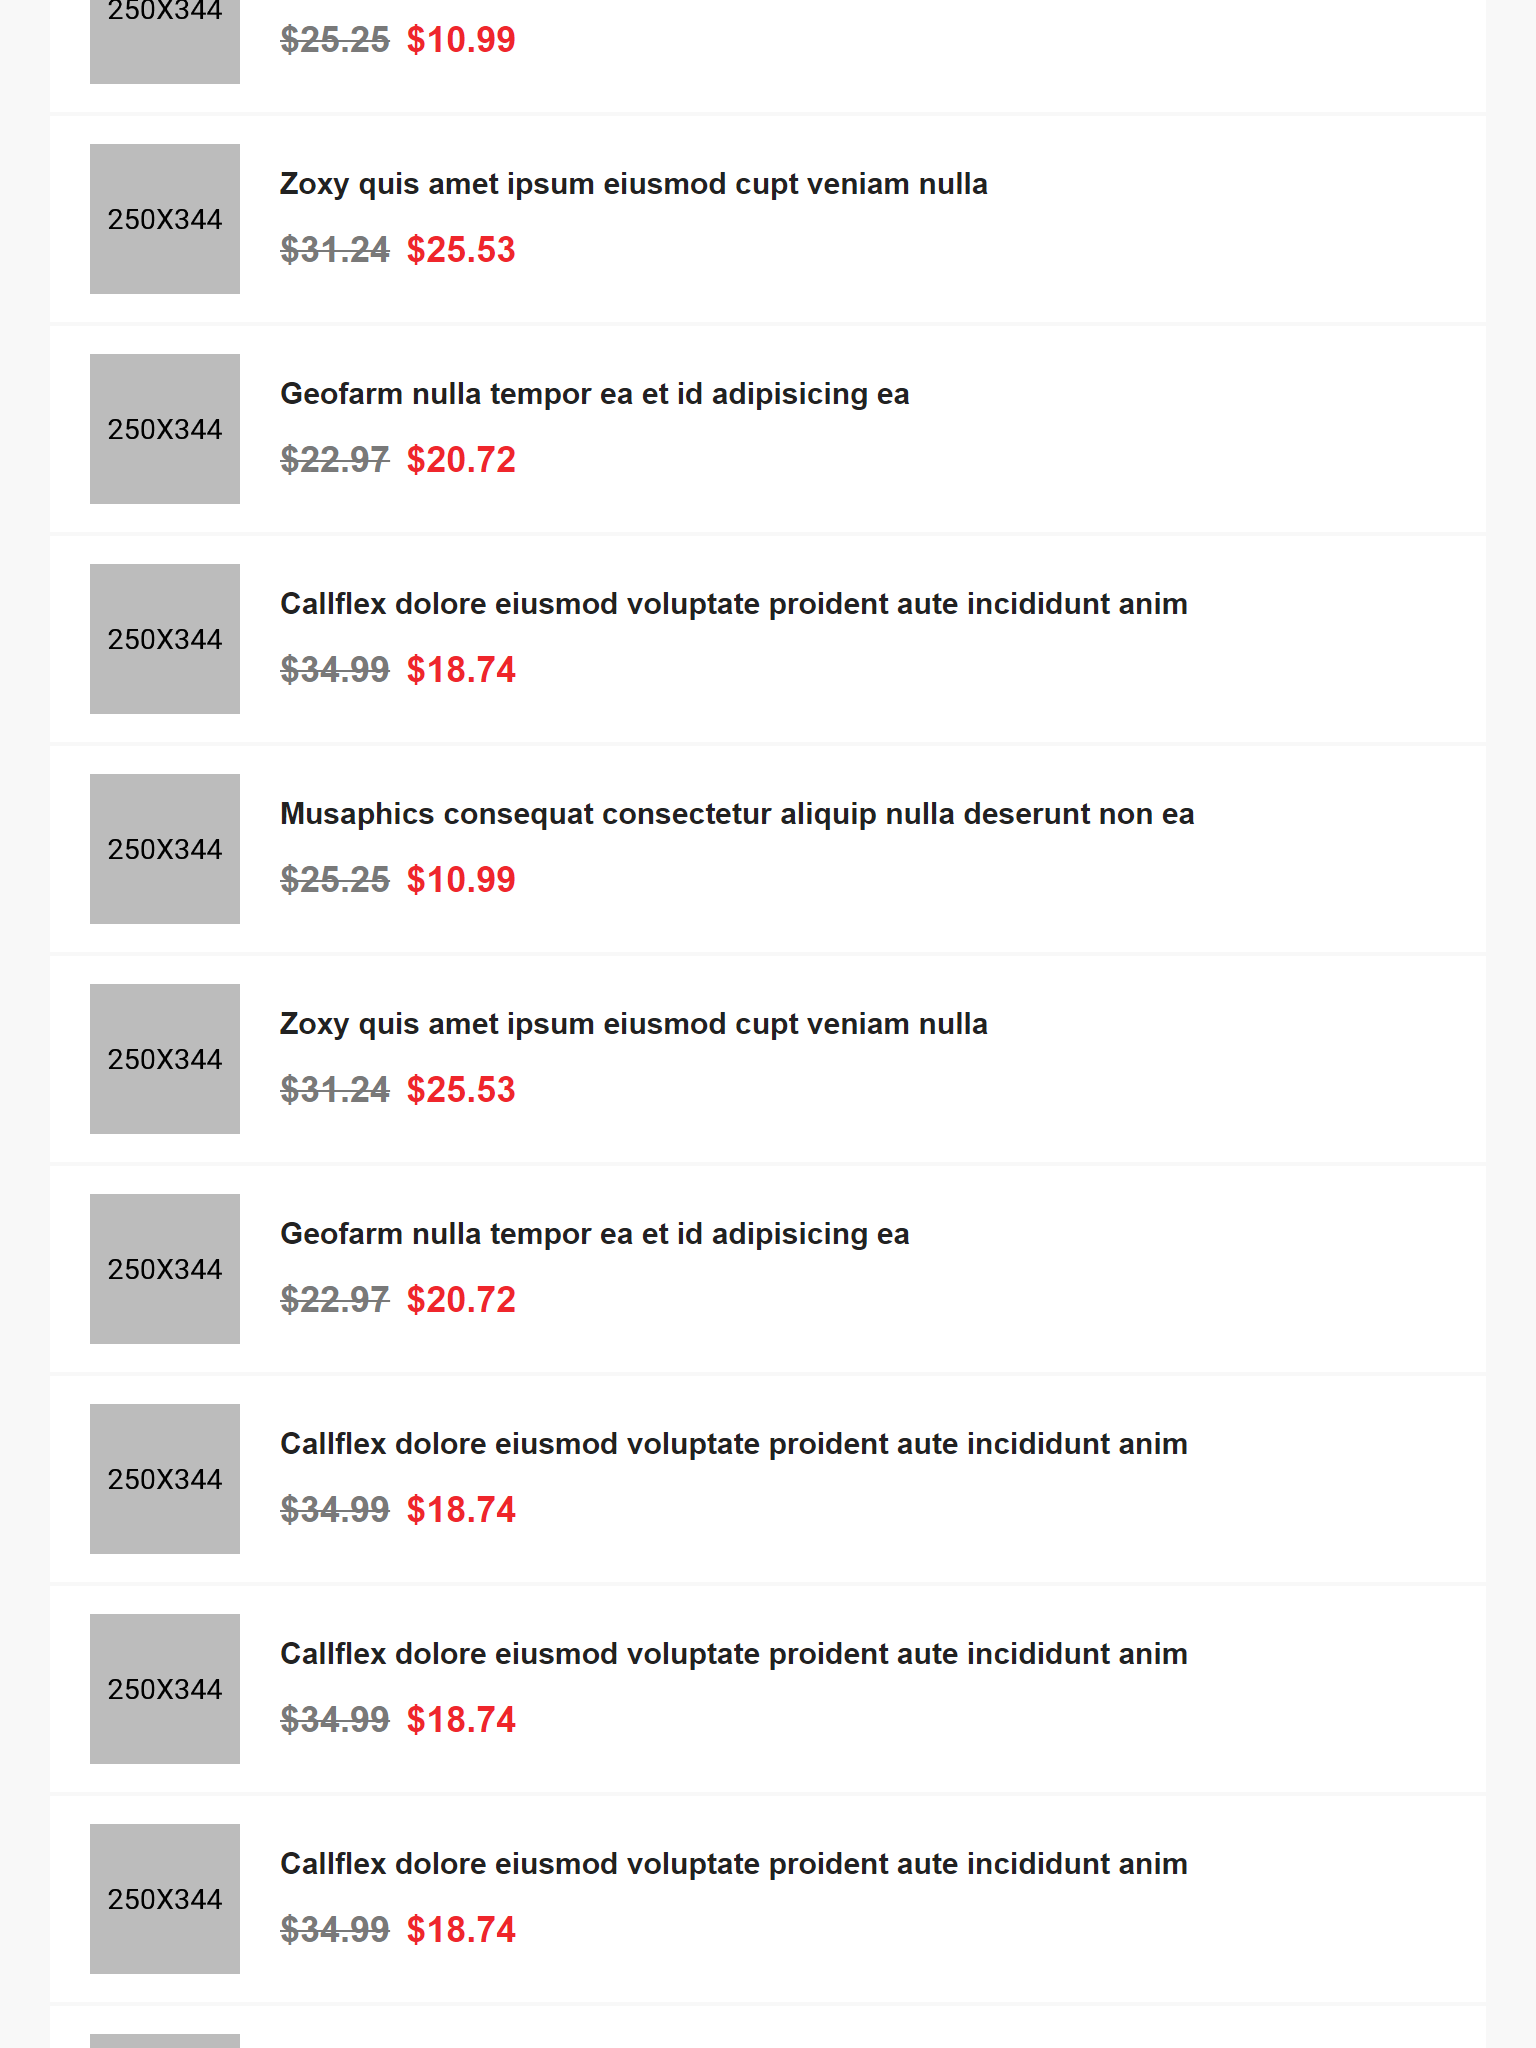 250X344
$25.25 $10.99
Zoxy quis amet ipsum eiusmod cupt veniam nulla
250X344
$31.24 $25.53
Geofarm nulla tempor ea et id adipisicing ea
250X344
$22.97 $20.72
Callflex dolore eiusmod voluptate proident aute incididunt anim
250X344
$34.99 $18.74
Musaphics consequat consectetur aliquip nulla deserunt non ea
250X344
$25.25 $10.99
Zoxy quis amet ipsum eiusmod cupt veniam nulla
250X344
$31.24 $25.53
Geofarm nulla tempor ea et id adipisicing ea
250X344
$22.97 $20.72
Callflex dolore eiusmod voluptate proident aute incididunt anim
250X344
$34.99 $18.74
Callflex dolore eiusmod voluptate proident aute incididunt anim
250X344
$34.99 $18.74
Callflex dolore eiusmod voluptate proident aute incididunt anim
250X344
$34.99 $18.74